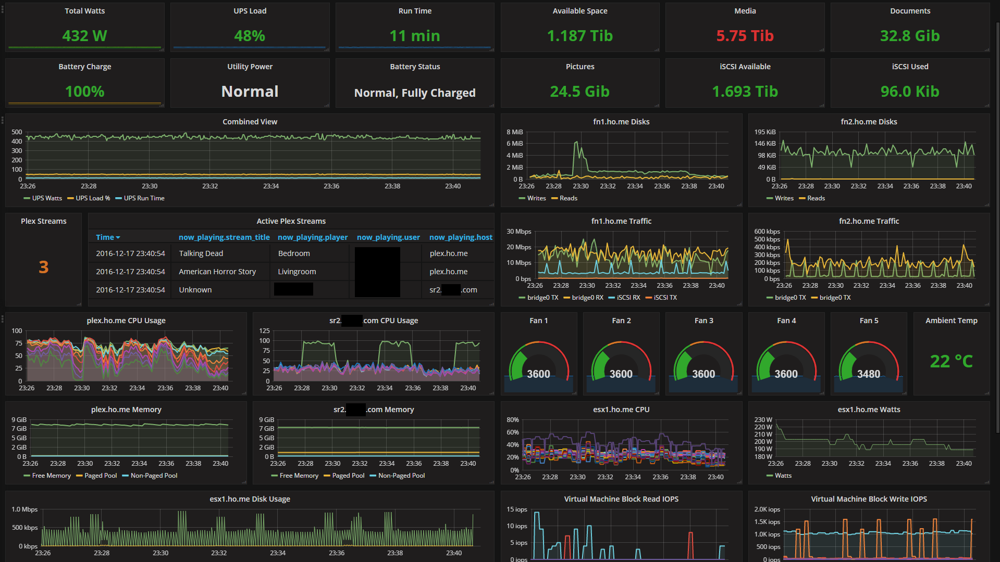 Total Watts
432 W
UPS Load
48%
Run Time
11 min
Available Space
1.187 Tib
Media
5.75 Tib
Documents
32.8 Gib
Battery Charge
100%
Utility Power
Normal
Battery Status
Normal, Fully Charged
Pictures
24.5 Gib
iSCSI Available
1.693 Tib
iSCSI Used
96.0 Kib
Combined View
500
400
300
200
100
0
23:26 23:28 23:30 23:32 23:34 23:36 23:38 23:40
UPS Watts UPS Load % UPS Run Time
fn1.ho.me Disks
8 MiB
6 MiB
4 MiB
2 MiB
0 B
23:26 23:28 23:30 23:32 23:34 23:36 23:38 23:40
Writes Reads
fn2.ho.me Disks
195 KiB
146 KiB
98 KiB
49 KiB
0 B
23:26 23:28 23:30 23:32 23:34 23:36 23:38 23:40
Writes Reads
Plex Streams
3
Active Plex Streams
Time now_playing.stream_title now_playing.player now_playing.user now_playing.host
2016-12-17 23:40:54 Talking Dead Bedroom plex.ho.me
2016-12-17 23:40:54 American Horror Story Livingroom plex.ho.me
2016-12-17 23:40:54 Unknown sr2. .com
fn1.ho.me Traffic
30 Mbps
20 Mbps
10 Mbps
0 bps
23:26 23:28 23:30 23:32 23:34 23:36 23:38 23:40
bridge0 TX bridge0 RX iSCSI RX iSCSI TX
fn2.ho.me Traffic
600 kbps
500 kbps
400 kbps
300 kbps
200 kbps
100 kbps
0 bps
23:26 23:28 23:30 23:32 23:34 23:36 23:38 23:40
bridge0 TX bridge0 TX
plex.ho.me CPU Usage
100
75
50
25
0
23:26 23:28 23:30 23:32 23:34 23:36 23:38 23:40
sr2. .com CPU Usage
125
100
75
50
25
0
23:26 23:28 23:30 23:32 23:34 23:36 23:38 23:40
Fan 1
3600
Fan 2
3600
Fan 3
3600
Fan 4
3600
Fan 5
3480
Ambient Temp
22 °C
plex.ho.me Memory
9 GiB
7 GiB
5 GiB
2 GiB
0 B
23:26 23:28 23:30 23:32 23:34 23:36 23:38 23:40
Free Memory Paged Pool Non-Paged Pool
sr2. .com Memory
9 GiB
7 GiB
5 GiB
2 GiB
0 B
23:26 23:28 23:30 23:32 23:34 23:36 23:38 23:40
Free Memory Paged Pool Non-Paged Pool
esx1.ho.me CPU
80%
60%
40%
20%
0%
23:26 23:28 23:30 23:32 23:34 23:36 23:38 23:40
esx1.ho.me Watts
230 W
220 W
210 W
200 W
190 W
180 W
23:26 23:28 23:30 23:32 23:34 23:36 23:38 23:40
Watts
esx1.ho.me Disk Usage
1.0 Mbps
500 kbps
0 kbps
23:26 23:28 23:30 23:32 23:34 23:36 23:38 23:40
Virtual Machine Block Read IOPS
15 iops
10 iops
5 iops
0 iops
Virtual Machine Block Write IOPS
2.0K iops
1.5K iops
1.0K iops
500 iops
0 iops